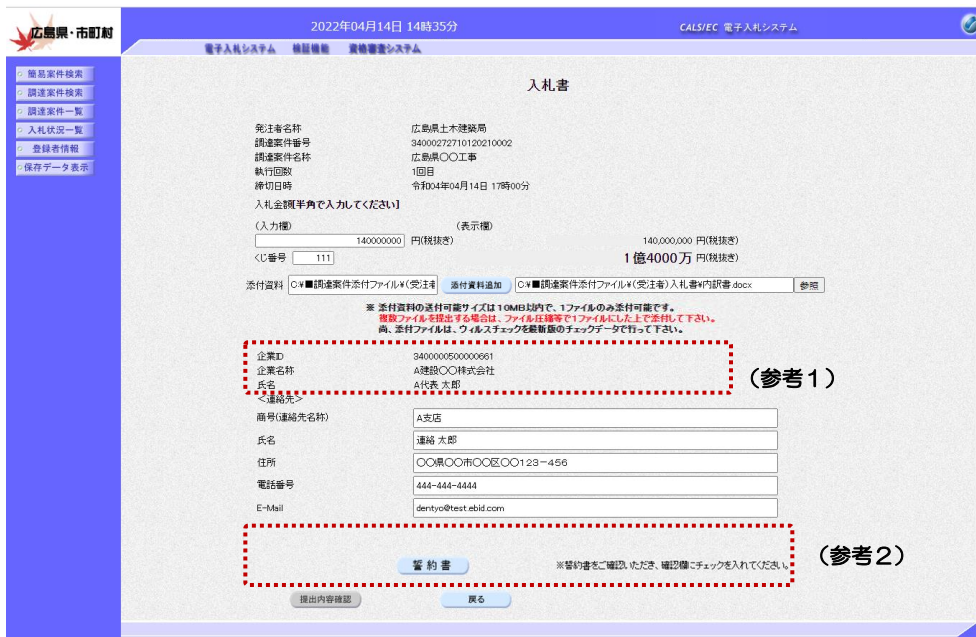 広島県・市町村
2022年04月14日 14時35分
CALS/EC 電子入札システム
電子入札システム 検証機能 資格審査システム
簡易案件検索
調達案件検索
調達案件一覧
入札状況一覧
登録者情報
保存データ表示
入札書
発注者名称 広島県土木建築局
調達案件番号 34000272710120210002
調達案件名称 広島県〇〇工事
執行回数 1回目
締切日時 令和04年04月14日 17時00分
入札金額[半角で入力してください]
(入力欄) (表示欄)
140000000 円(税抜き) 140,000,000 円(税抜き)
くじ番号 111 1億4000万 円(税抜き)
添付資料 C:¥■調達案件添付ファイル¥(受注者 添付資料追加 C:¥■調達案件添付ファイル¥(受注者)入札書¥内訳書.docx 参照
※ 添付資料の送付可能サイズは10MB以内で、1ファイルのみ添付可能です。
複数ファイルを提出する場合は、ファイル圧縮等で1ファイルにした上で添付して下さい。
尚、添付ファイルは、ウィルスチェックを最新版のチェックデータで行って下さい。
企業ID 3400000500000661
企業名称 A建設〇〇株式会社
氏名 A代表 太郎
(参考1)
<連絡先>
商号(連絡先名称) A支店
氏名 連絡 太郎
住所 〇〇県〇〇市〇〇区〇〇123-456
電話番号 444-444-4444
E-Mail dentyo@test.ebid.com
誓約書 ※誓約書をご確認いただき、確認欄にチェックを入れてください。
(参考2)
提出内容確認 戻る